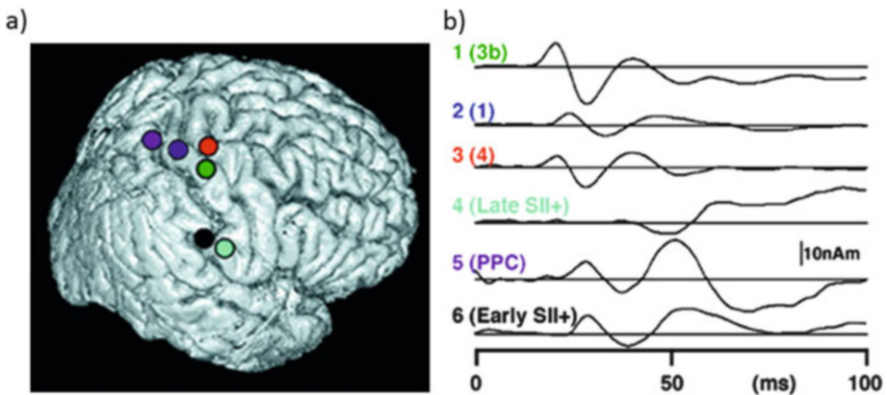 a)
b)
1 (3b)
2 (1)
3 (4)
4 (Late SII+)
5 (PPC)
10nAm
6 (Early SII+)
0 50 (ms) 100